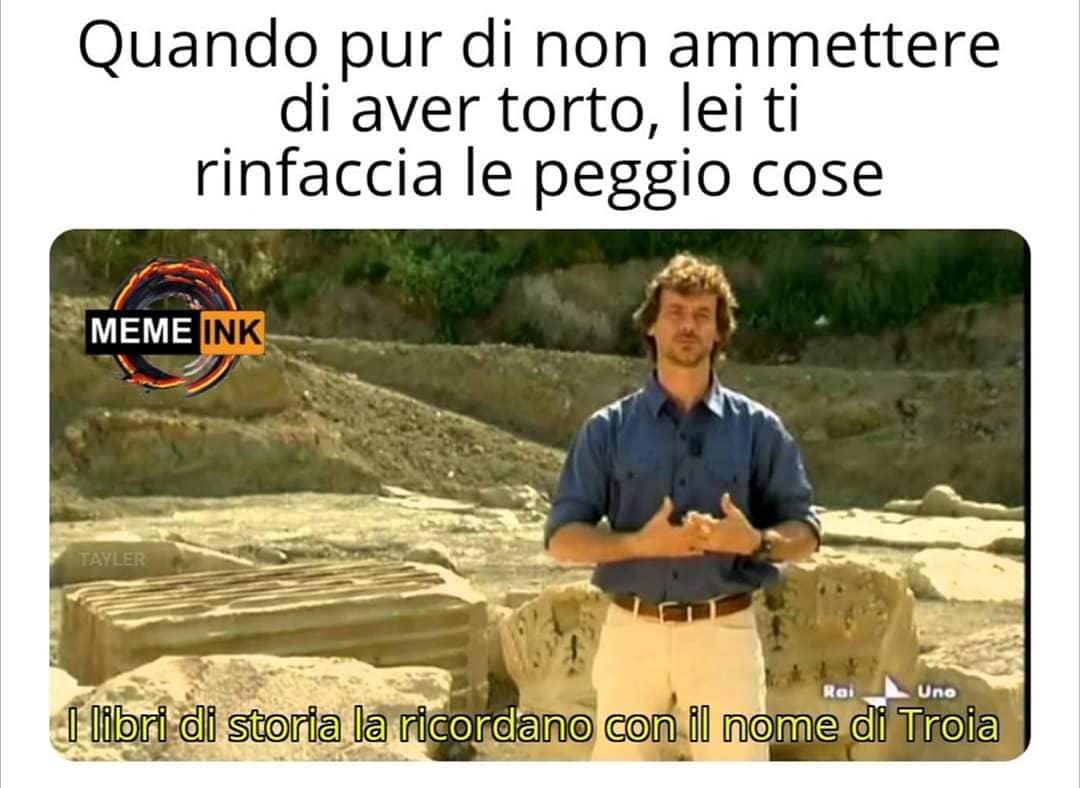 Quando pur di non ammettere
di aver torto, lei ti
rinfaccia le peggio cose
MEME INK
TAYLER
Rai Uno
I libri di storia la ricordano con il nome di Troia